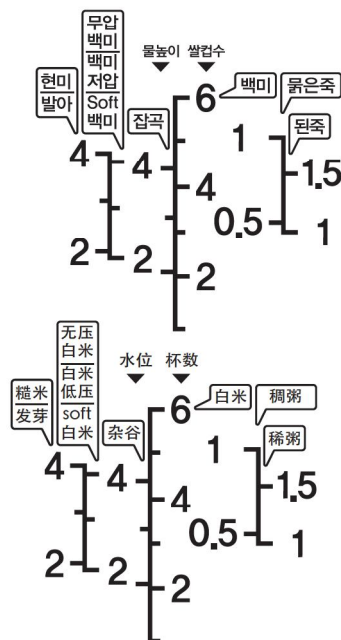 무압
백미
백미
저압
Soft
백미
현미
발아
물높이 쌀컵수
잡곡
백미
묽은죽
된죽
6
4
4
4
2
2
2
1
1.5
0.5
1
无压
白米
白米
低压
soft
白米
糙米
发芽
水位 杯数
杂谷
白米
稠粥
稀粥
6
4
4
4
2
2
2
1
1.5
0.5
1